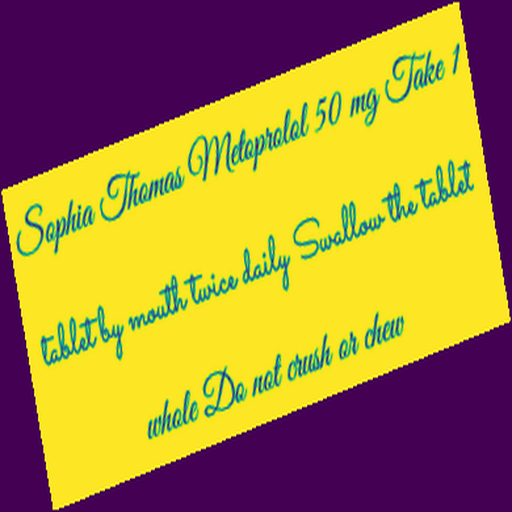 Sophia Thomas Metoprolol 50 mg Take 1
tablet by mouth twice daily Swallow the tablet
whole Do not crush or chew